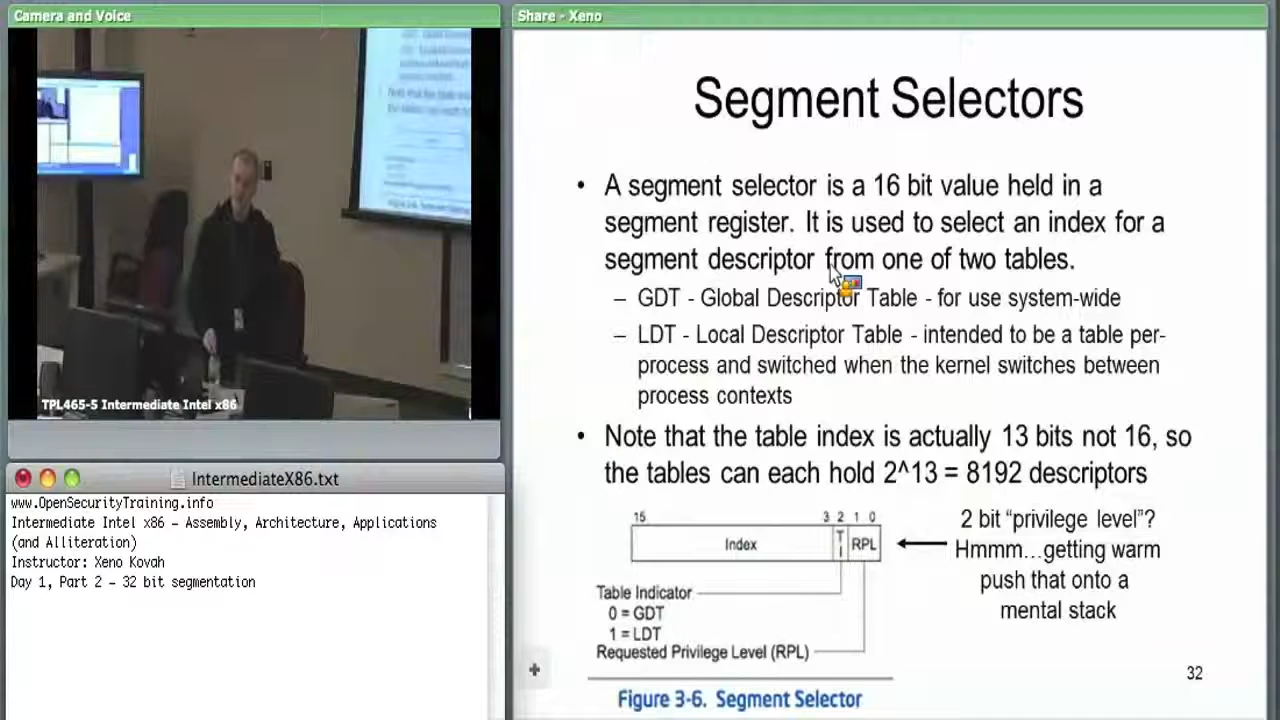 Camera and Voice
TPL465-5 Intermediate Intel x86
IntermediateX86.txt
www.OpenSecurityTraining.info
Intermediate Intel x86 – Assembly, Architecture, Applications
(and Alliteration)
Instructor: Xeno Kovah
Day 1, Part 2 – 32 bit segmentation
Share - Xeno
Segment Selectors
• A segment selector is a 16 bit value held in a
segment register. It is used to select an index for a
segment descriptor from one of two tables.
– GDT - Global Descriptor Table - for use system-wide
– LDT - Local Descriptor Table - intended to be a table per-
process and switched when the kernel switches between
process contexts
• Note that the table index is actually 13 bits not 16, so
the tables can each hold 2^13 = 8192 descriptors
15 3 2 1 0
Index TI RPL
Table Indicator
0 = GDT
1 = LDT
Requested Privilege Level (RPL)
Figure 3-6. Segment Selector
2 bit “privilege level”?
Hmmm…getting warm
push that onto a
mental stack
32